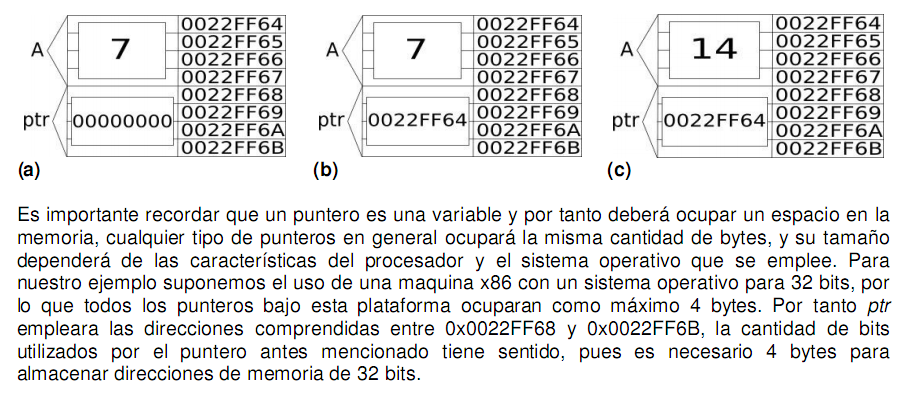 A 7 0022FF64 0022FF65 0022FF66 0022FF67
ptr 00000000 0022FF68 0022FF69 0022FF6A 0022FF6B
(a)
A 7 0022FF64 0022FF65 0022FF66 0022FF67
ptr 0022FF64 0022FF68 0022FF69 0022FF6A 0022FF6B
(b)
A 14 0022FF64 0022FF65 0022FF66 0022FF67
ptr 0022FF64 0022FF68 0022FF69 0022FF6A 0022FF6B
(c)
Es importante recordar que un puntero es una variable y por tanto deberá ocupar un espacio en la
memoria, cualquier tipo de punteros en general ocupará la misma cantidad de bytes, y su tamaño
dependerá de las características del procesador y el sistema operativo que se emplee. Para
nuestro ejemplo suponemos el uso de una maquina x86 con un sistema operativo para 32 bits, por
lo que todos los punteros bajo esta plataforma ocuparan como máximo 4 bytes. Por tanto ptr
empleara las direcciones comprendidas entre 0x0022FF68 y 0x0022FF6B, la cantidad de bits
utilizados por el puntero antes mencionado tiene sentido, pues es necesario 4 bytes para
almacenar direcciones de memoria de 32 bits.